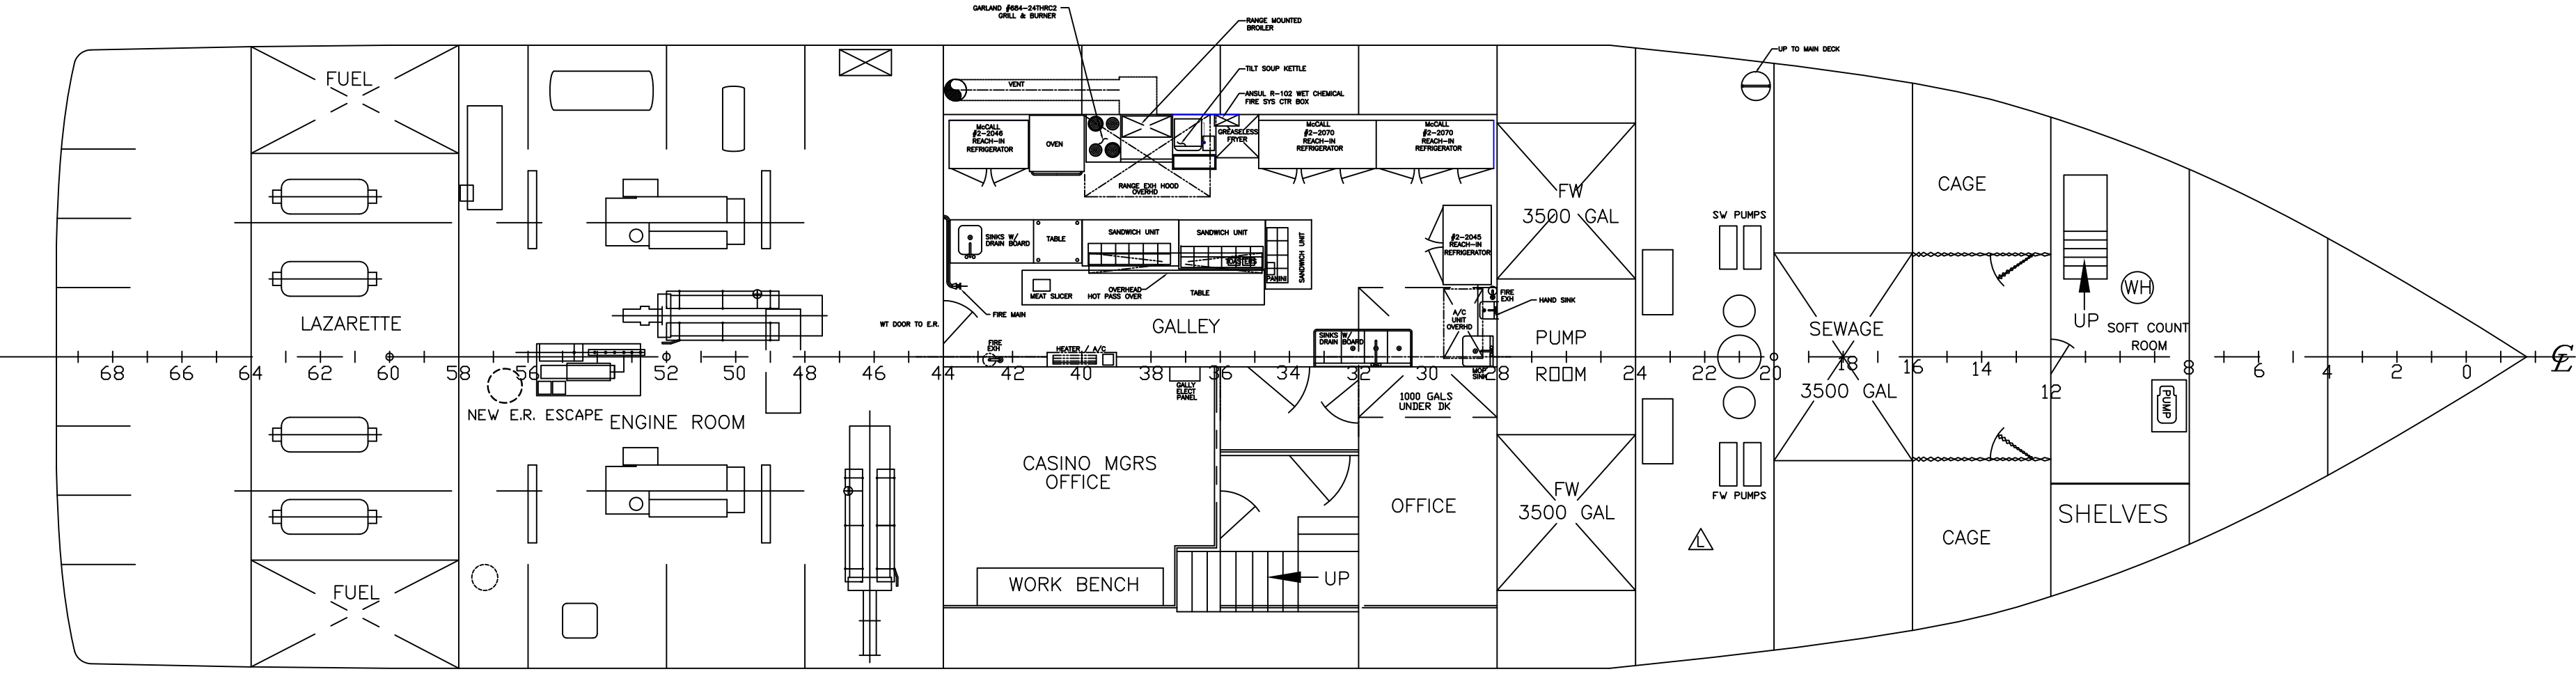 GARLAND #684-24THRC2
GRILL & BURNER
RANGE MOUNTED
BROILER
UP TO MAIN DECK
TILT SOUP KETTLE
ANSUL R-102 WET CHEMICAL
FIRE SYS CTR BOX
FUEL
VENT
McCALL
#2-2046
REACH-IN
REFRIGERATOR
OVEN
GREASELESS
FRYER
McCALL
#2-2070
REACH-IN
REFRIGERATOR
McCALL
#2-2070
REACH-IN
REFRIGERATOR
RANGE EXH HOOD
OVERHD
FW
3500 GAL
CAGE
SW PUMPS
SINKS W/
DRAIN BOARD
TABLE
SANDWICH UNIT
SANDWICH UNIT
SANDWICH UNIT
TOASTERS
PANINI
#2-2045
REACH-IN
REFRIGERATOR
MEAT SLICER
OVERHEAD
HOT PASS OVER
TABLE
FIRE MAIN
FIRE
EXH
HAND SINK
WH
UP
SOFT COUNT
ROOM
LAZARETTE
WT DOOR TO E.R.
GALLEY
A/C
UNIT
OVERHD
SINKS W/
DRAIN BOARD
PUMP
ROOM
SEWAGE
3500 GAL
FIRE
EXH
HEATER / A/C
MOP
SINK
68 66 64 62 60 58 56 52 50 48 46 44 42 40 38 36 34 32 30 28 24 22 20 18 16 14 12 8 6 4 2 0
CL
GALLY
ELECT
PANEL
1000 GALS
UNDER DK
PUMP
NEW E.R. ESCAPE
ENGINE ROOM
CASINO MGRS
OFFICE
OFFICE
FW
3500 GAL
FW PUMPS
L
CAGE
SHELVES
FUEL
WORK BENCH
UP